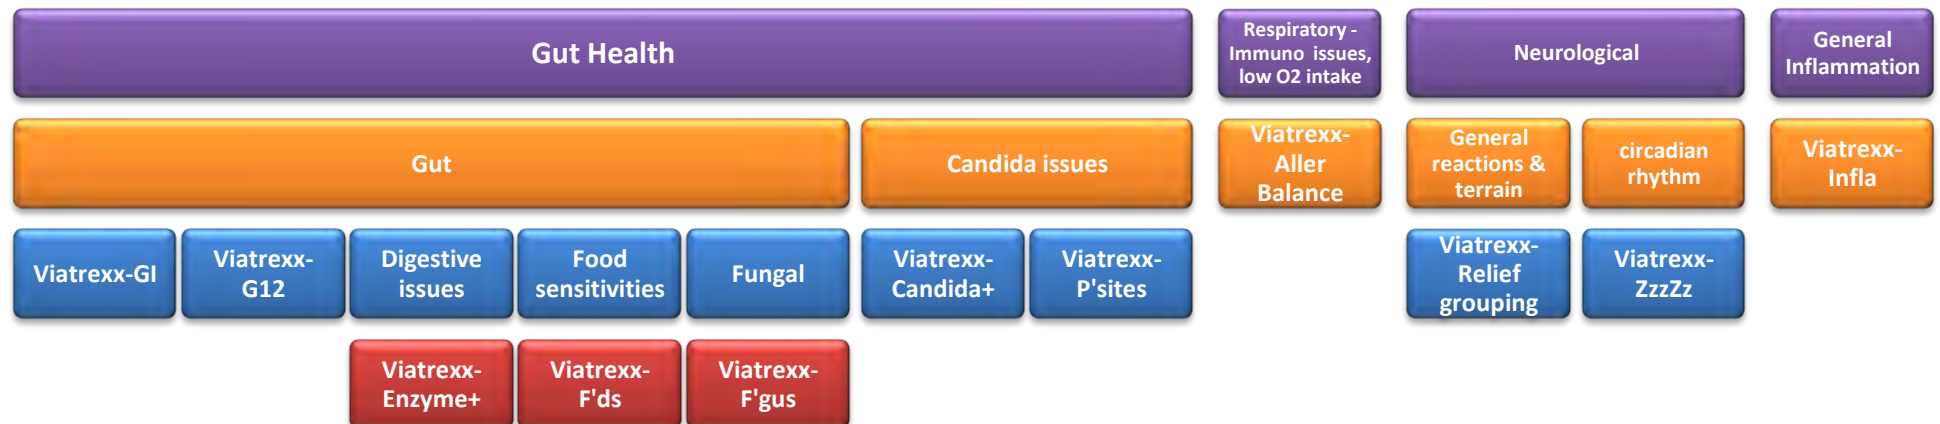 Gut Health
Respiratory -
Immuno issues,
low O2 intake
Neurological
General
Inflammation
Gut
Candida issues
Viatrexx-
Aller
Balance
General
reactions &
terrain
circadian
rhythm
Viatrexx-
Infla
Viatrexx-GI
Viatrexx-
G12
Digestive
issues
Food
sensitivities
Fungal
Viatrexx-
Candida+
Viatrexx-
P'sites
Viatrexx-
Relief
grouping
Viatrexx-
ZzzZz
Viatrexx-
Enzyme+
Viatrexx-
F'ds
Viatrexx-
F'gus